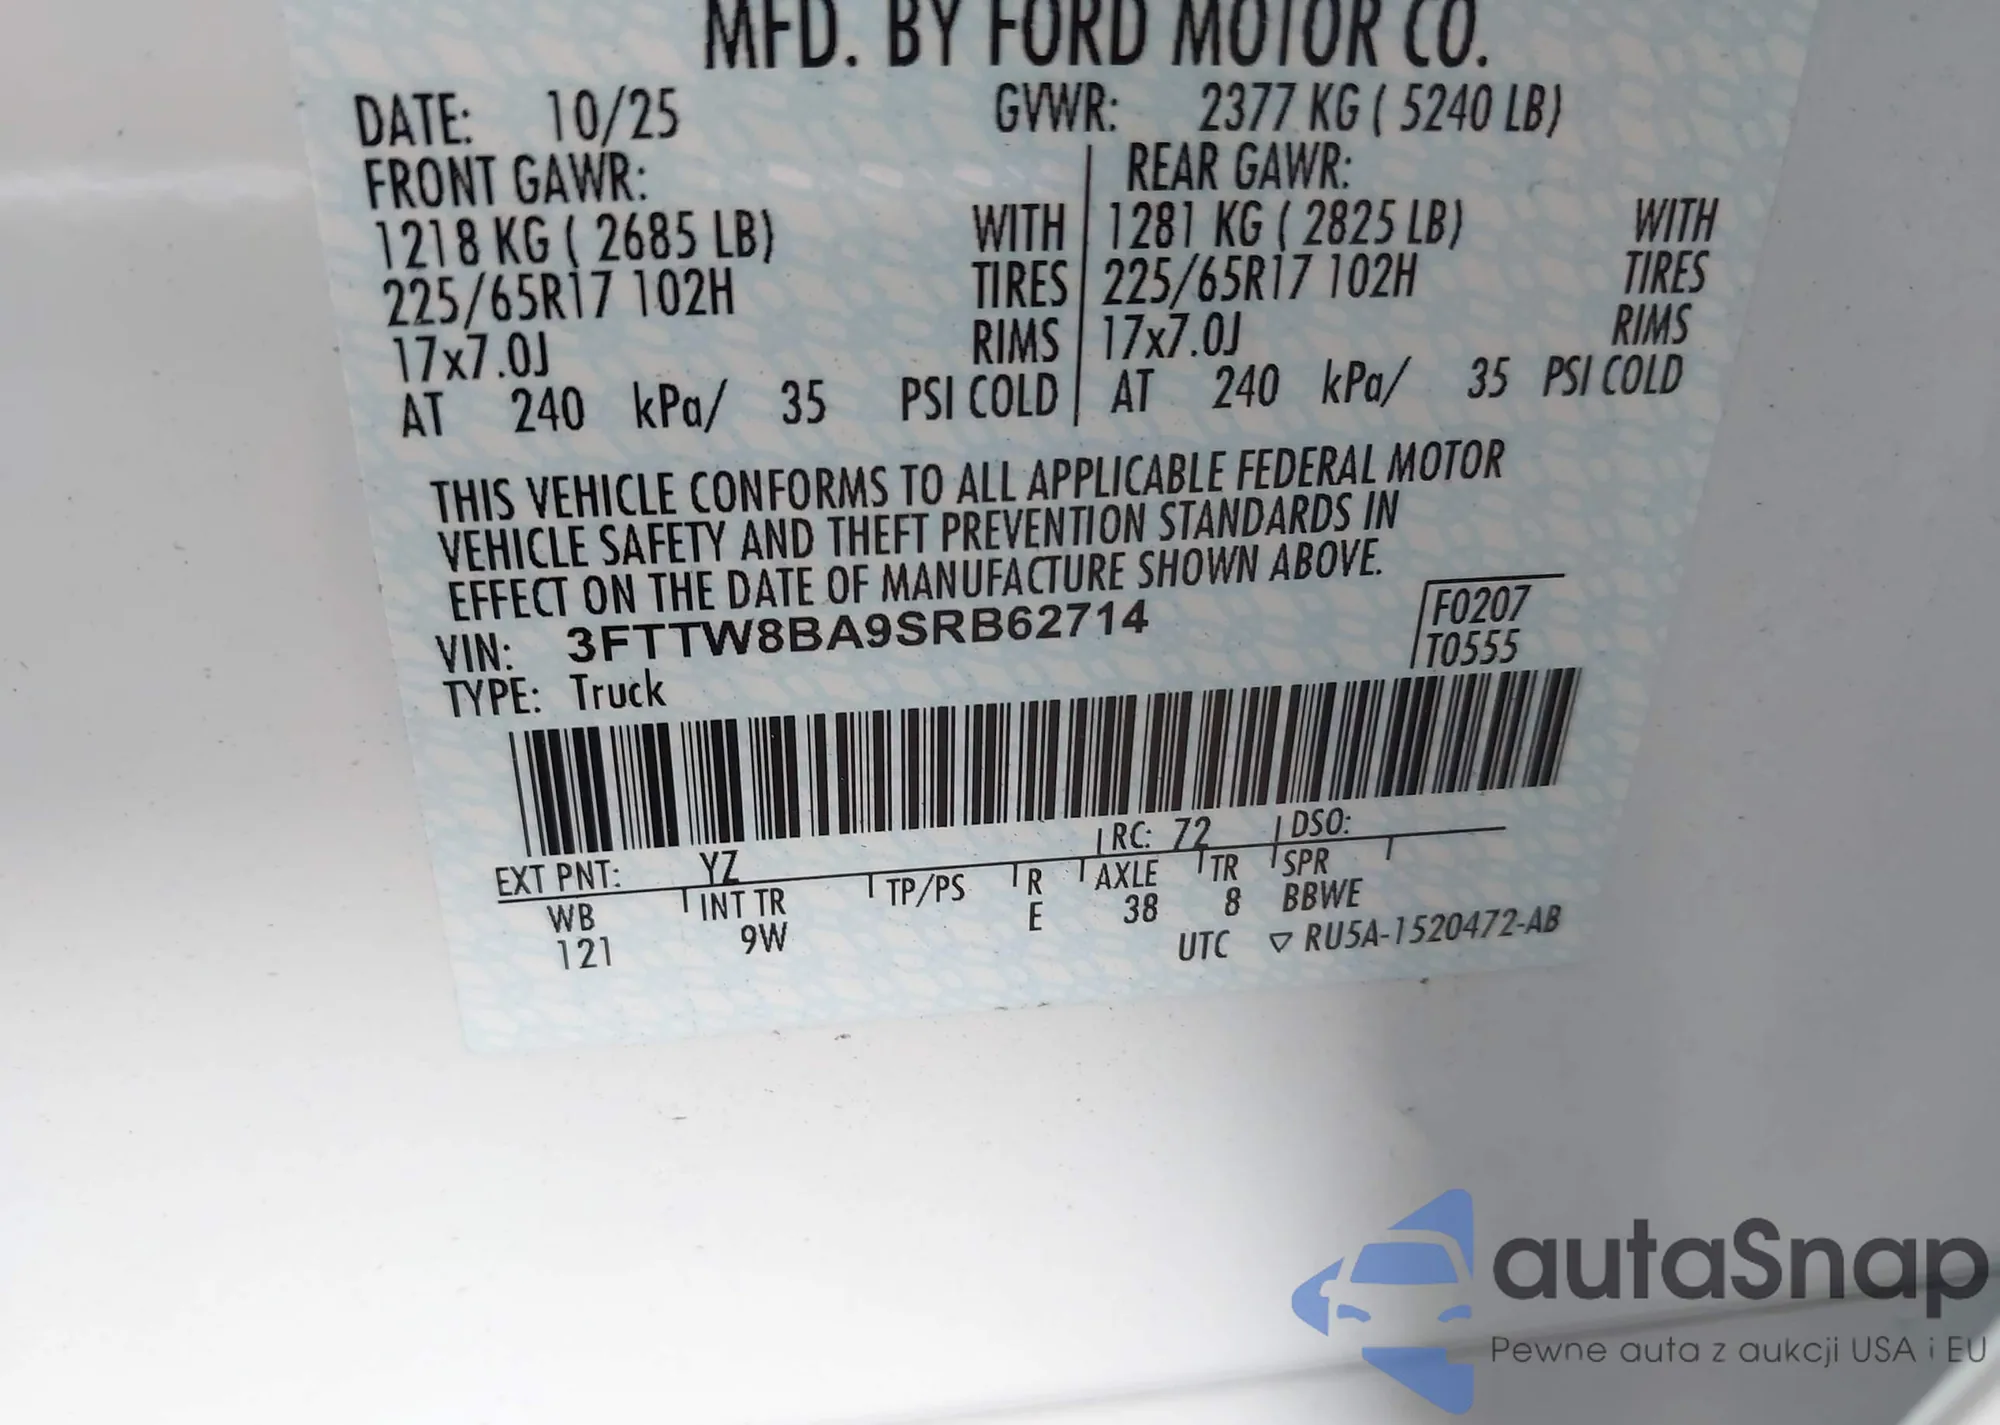 MFD. BY FORD MOTOR CO.
DATE: 10/25 GVWR: 2377 KG ( 5240 LB)
FRONT GAWR: REAR GAWR:
1218 KG ( 2685 LB) WITH 1281 KG ( 2825 LB) WITH
225/65R17 102H TIRES 225/65R17 102H TIRES
17x7.0J RIMS 17x7.0J RIMS
AT 240 kPa/ 35 PSI COLD AT 240 kPa/ 35 PSI COLD
THIS VEHICLE CONFORMS TO ALL APPLICABLE FEDERAL MOTOR
VEHICLE SAFETY AND THEFT PREVENTION STANDARDS IN
EFFECT ON THE DATE OF MANUFACTURE SHOWN ABOVE.
F0207
VIN: 3FTTW8BA9SRB62714
T0555
TYPE: Truck
EXT PNT: YZ RC: 72 DSO:
WB INT TR TP/PS R AXLE TR SPR
121 9W E 38 8 BBWE
UTC ▽ RU5A-1520472-AB
autaSnap
Pewne auta z aukcji USA i EU